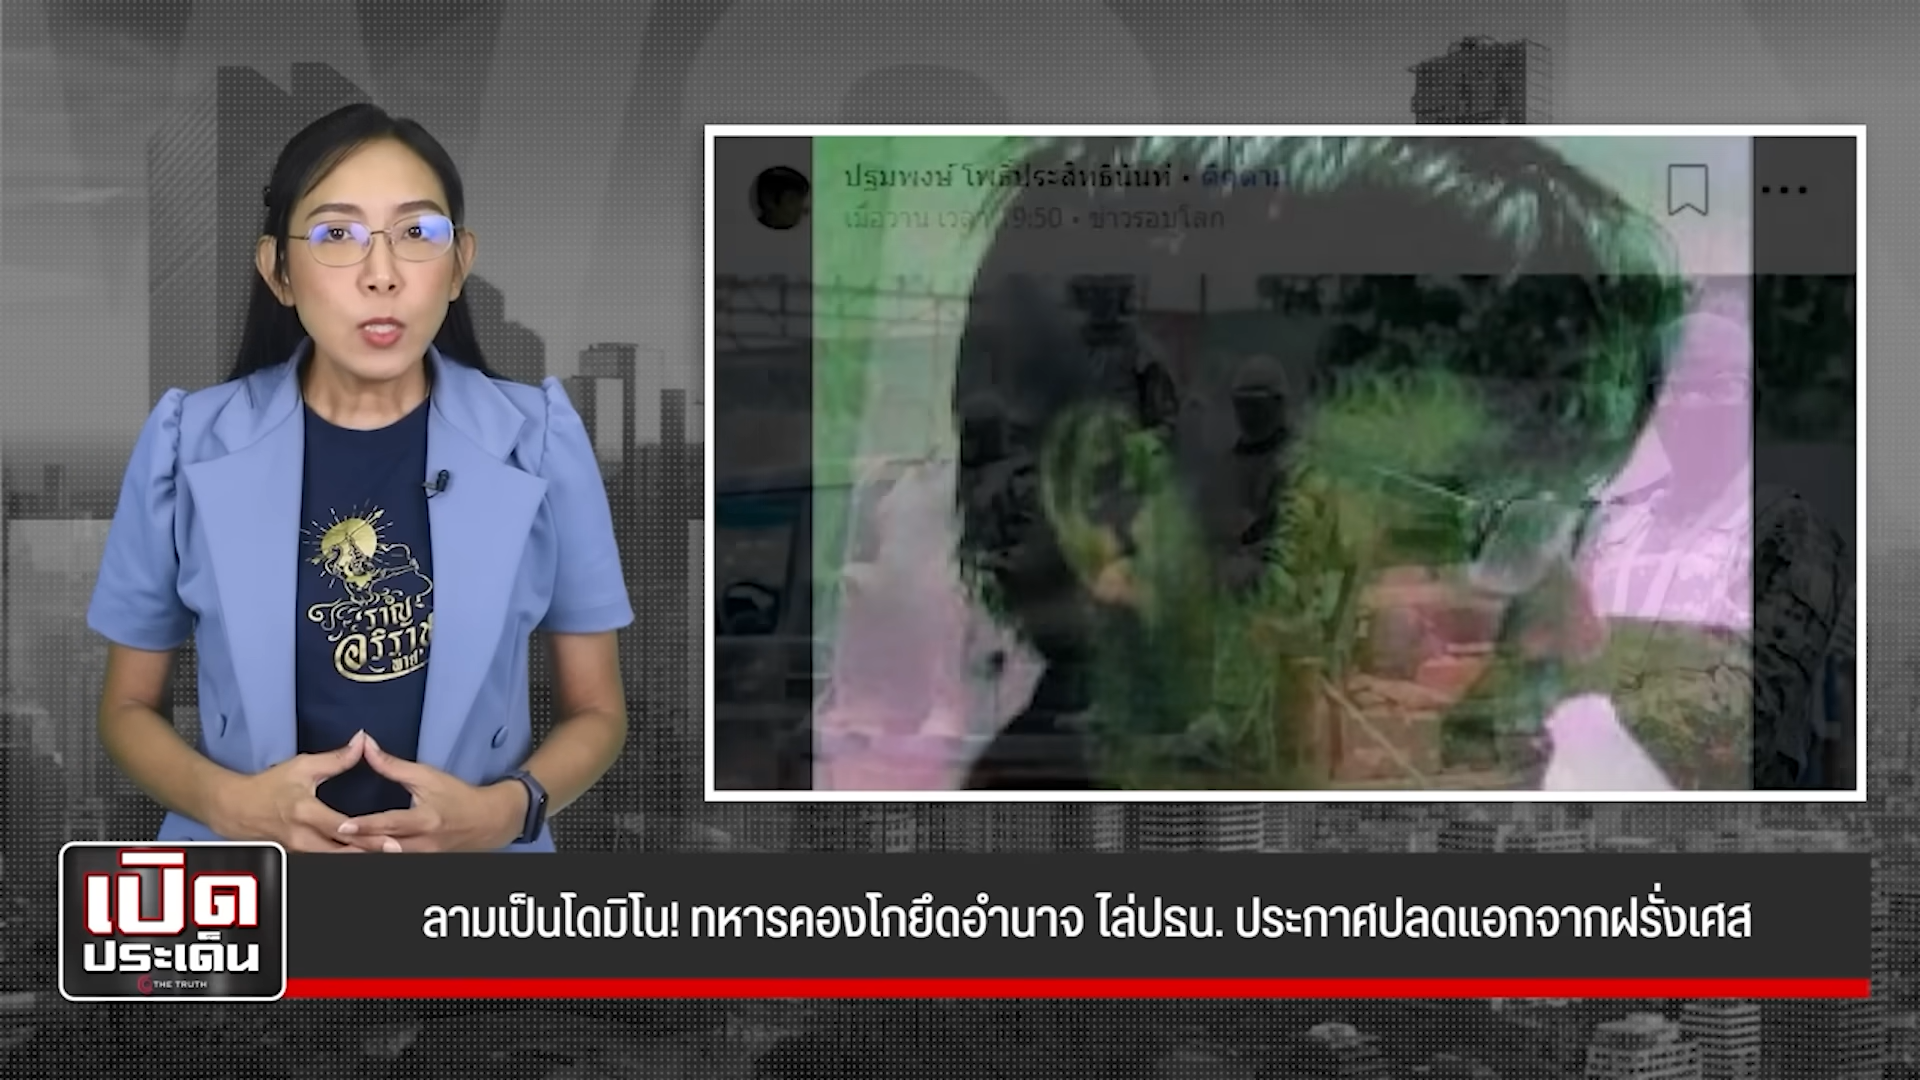 ปฐมพงษ์ โพธิ์ประสิทธินันท์ • ติดตาม
เมื่อวาน เวลา 19:50 • ข่าวรอบโลก
เปิด
ประเด็น
THE TRUTH
ลามเป็นโดมิโน! ทหารคองโกยึดอำนาจ ไล่ปธน. ประกาศปลดแอกจากฝรั่งเศส